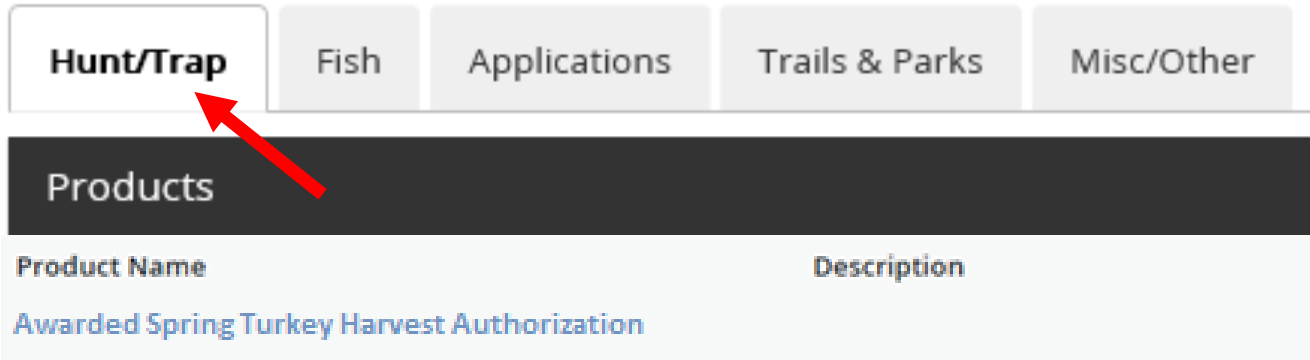 Hunt/Trap Fish Applications Trails & Parks Misc/Other
Products
Product Name Description
Awarded Spring Turkey Harvest Authorization